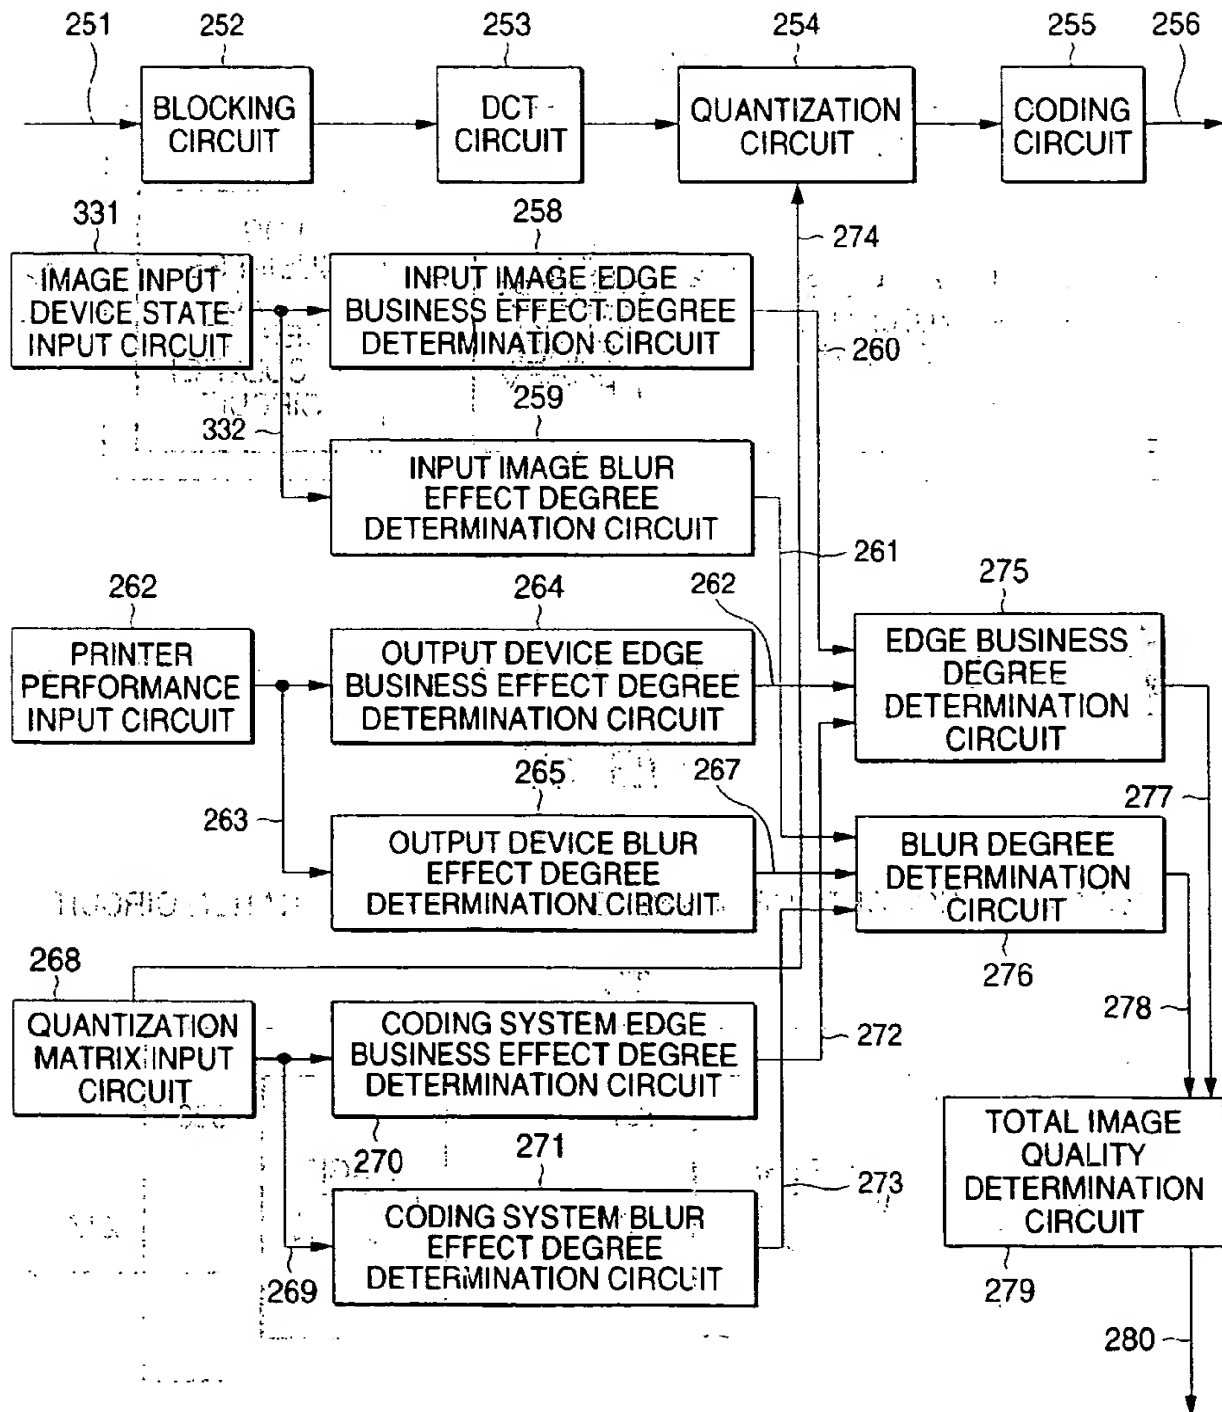 251
252
253
254
255
256
BLOCKING
CIRCUIT
DCT
CIRCUIT
QUANTIZATION
CIRCUIT
CODING
CIRCUIT
331
258
274
IMAGE INPUT
DEVICE STATE
INPUT CIRCUIT
INPUT IMAGE EDGE
BUSINESS EFFECT DEGREE
DETERMINATION CIRCUIT
260
332
259
INPUT IMAGE BLUR
EFFECT DEGREE
DETERMINATION CIRCUIT
261
262
264
262
275
PRINTER
PERFORMANCE
INPUT CIRCUIT
OUTPUT DEVICE EDGE
BUSINESS EFFECT DEGREE
DETERMINATION CIRCUIT
EDGE BUSINESS
DEGREE
DETERMINATION
CIRCUIT
263
265
267
277
OUTPUT DEVICE BLUR
EFFECT DEGREE
DETERMINATION CIRCUIT
BLUR DEGREE
DETERMINATION
CIRCUIT
268
276
278
QUANTIZATION
MATRIX INPUT
CIRCUIT
CODING SYSTEM EDGE
BUSINESS EFFECT DEGREE
DETERMINATION CIRCUIT
272
270
271
273
TOTAL IMAGE
QUALITY
DETERMINATION
CIRCUIT
CODING SYSTEM BLUR
EFFECT DEGREE
DETERMINATION CIRCUIT
269
279
280